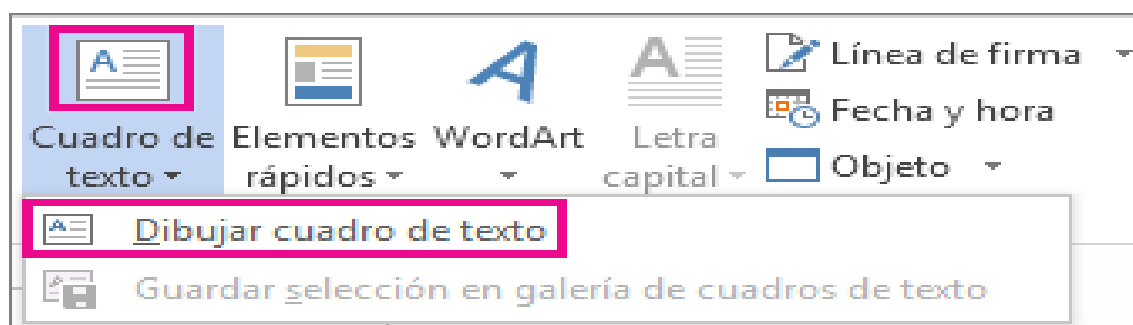 Cuadro de texto
Elementos rápidos
WordArt
Letra capital
Línea de firma
Fecha y hora
Objeto
Dibujar cuadro de texto
Guardar selección en galería de cuadros de texto